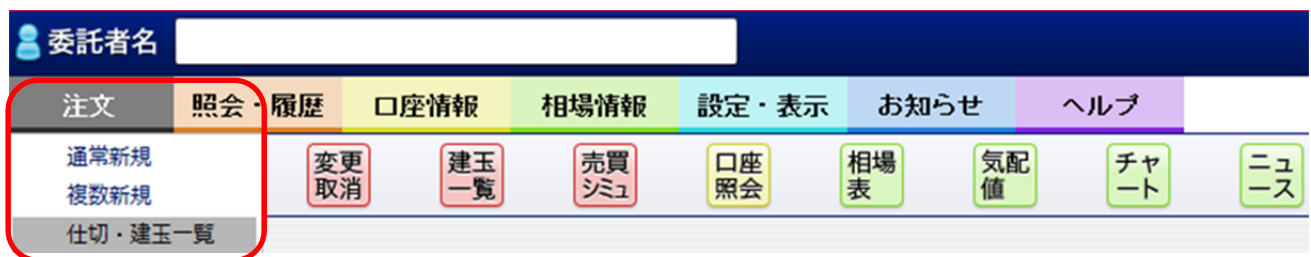 委託者名
注文 照会・履歴 口座情報 相場情報 設定・表示 お知らせ ヘルプ
通常新規
複数新規
仕切・建玉一覧
変更
取消
建玉
一覧
売買
シミュ
口座
照会
相場
表
気配
値
チャ
ート
ニュ
ース